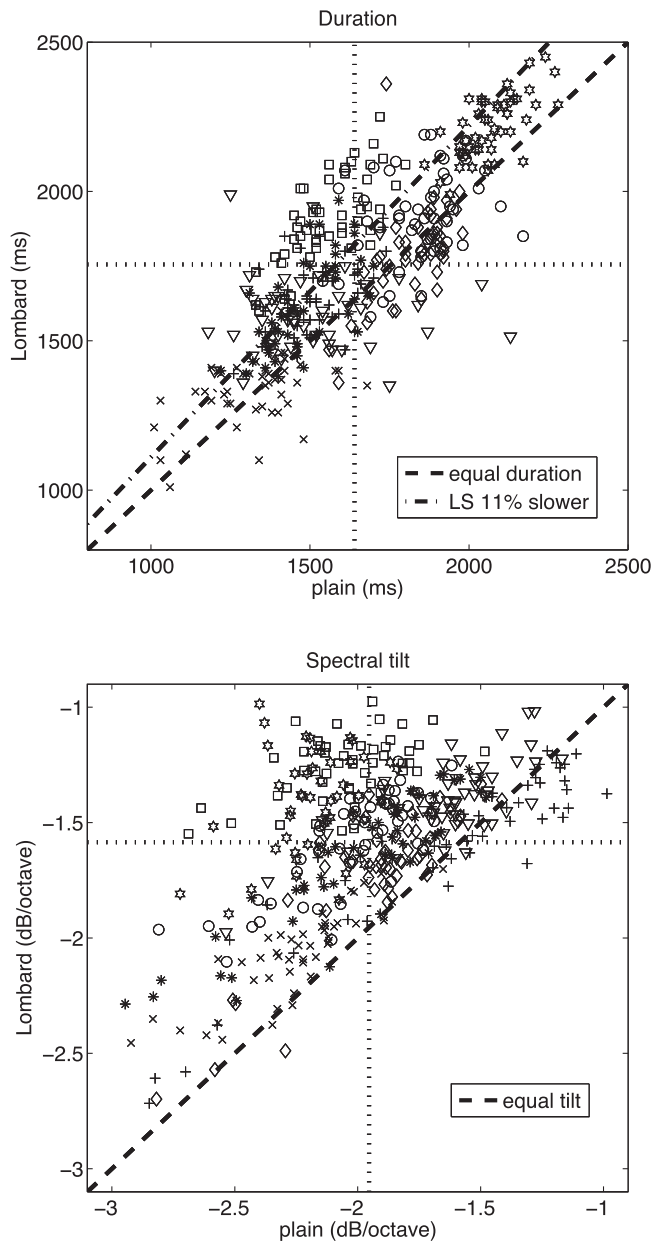 Duration
2500
2000
1500
1000
Lombard (ms)
equal duration
LS 11% slower
1000
1500
2000
2500
plain (ms)
Spectral tilt
−1
−1.5
−2
−2.5
−3
Lombard (dB/octave)
equal tilt
−3
−2.5
−2
−1.5
−1
plain (dB/octave)